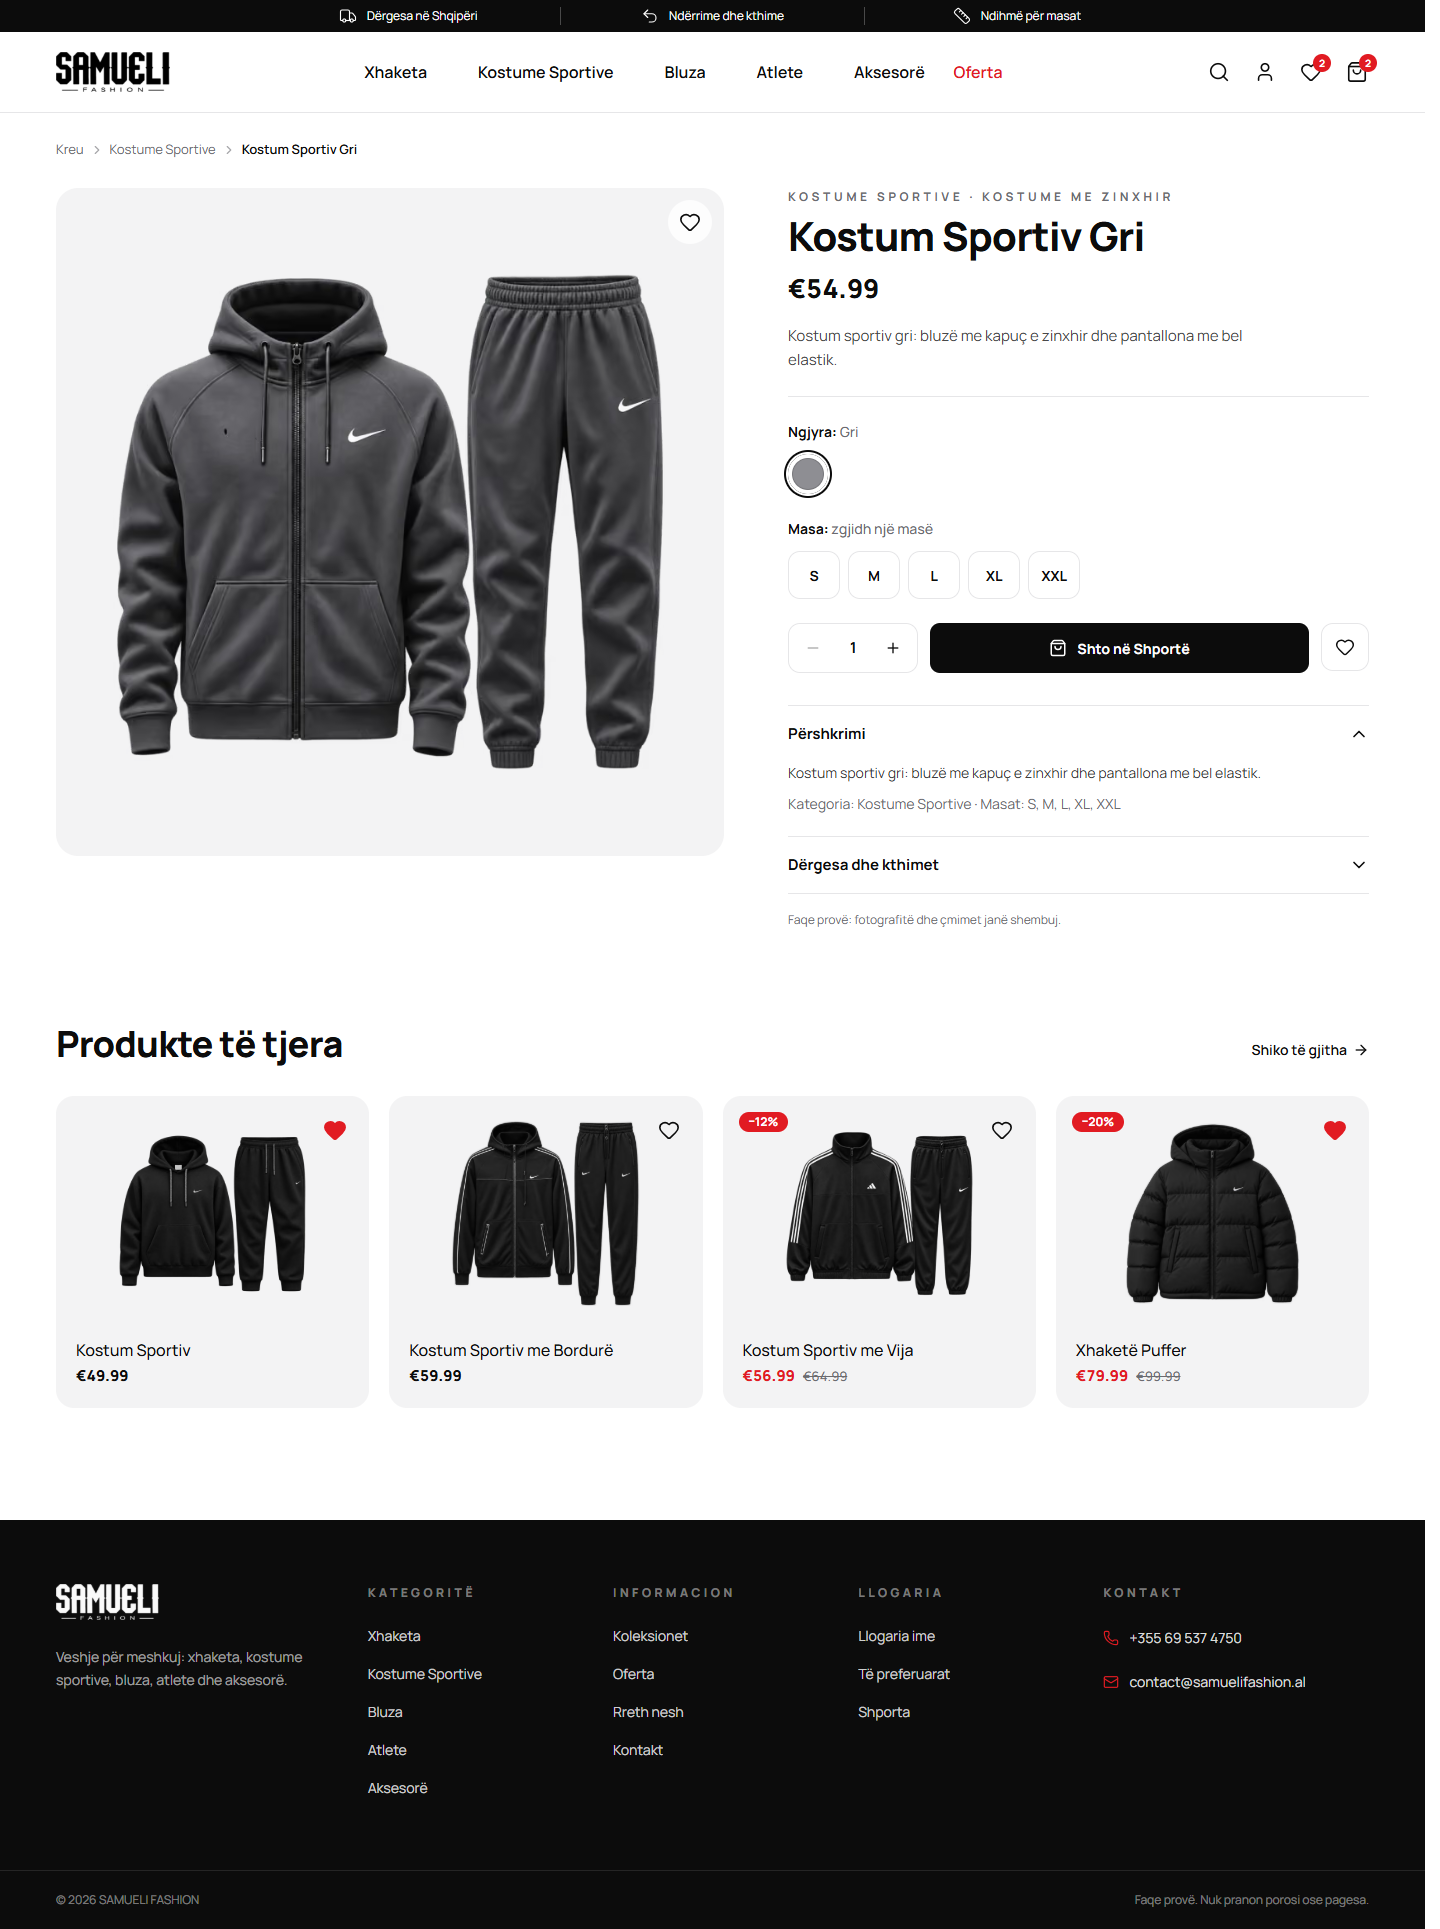 Dërgesa në Shqipëri
Ndërrime dhe kthime
Ndihmë për masat
SAMUELI
FASHION
Xhaketa
Kostume Sportive
Bluza
Atlete
Aksesorë
Oferta
2
2
Kreu
Kostume Sportive
Kostum Sportiv Gri
KOSTUME SPORTIVE · KOSTUME ME ZINXHIR
Kostum Sportiv Gri
€54.99
Kostum sportiv gri: bluzë me kapuç e zinxhir dhe pantallona me bel
elastik.
Ngjyra: Gri
Masa: zgjidh një masë
S
M
L
XL
XXL
1
Shto në Shportë
Përshkrimi
Kostum sportiv gri: bluzë me kapuç e zinxhir dhe pantallona me bel elastik.
Kategoria: Kostume Sportive · Masat: S, M, L, XL, XXL
Dërgesa dhe kthimet
Faqe provë: fotografitë dhe çmimet janë shembuj.
Produkte të tjera
Shiko të gjitha
Kostum Sportiv
€49.99
Kostum Sportiv me Bordurë
€59.99
−12%
Kostum Sportiv me Vija
€56.99 €64.99
−20%
Xhaketë Puffer
€79.99 €99.99
SAMUELI
FASHION
Veshje për meshkuj: xhaketa, kostume
sportive, bluza, atlete dhe aksesorë.
KATEGORITË
Xhaketa
Kostume Sportive
Bluza
Atlete
Aksesorë
INFORMACION
Koleksionet
Oferta
Rreth nesh
Kontakt
LLOGARIA
Llogaria ime
Të preferuarat
Shporta
KONTAKT
+355 69 537 4750
contact@samuelifashion.al
© 2026 SAMUELI FASHION
Faqe provë. Nuk pranon porosi ose pagesa.